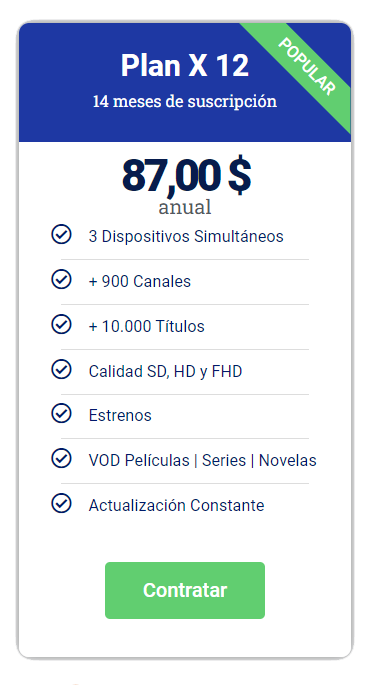 POPULAR
Plan X 12
14 meses de suscripción
87,00 $
anual
3 Dispositivos Simultáneos
+ 900 Canales
+ 10.000 Títulos
Calidad SD, HD y FHD
Estrenos
VOD Películas | Series | Novelas
Actualización Constante
Contratar